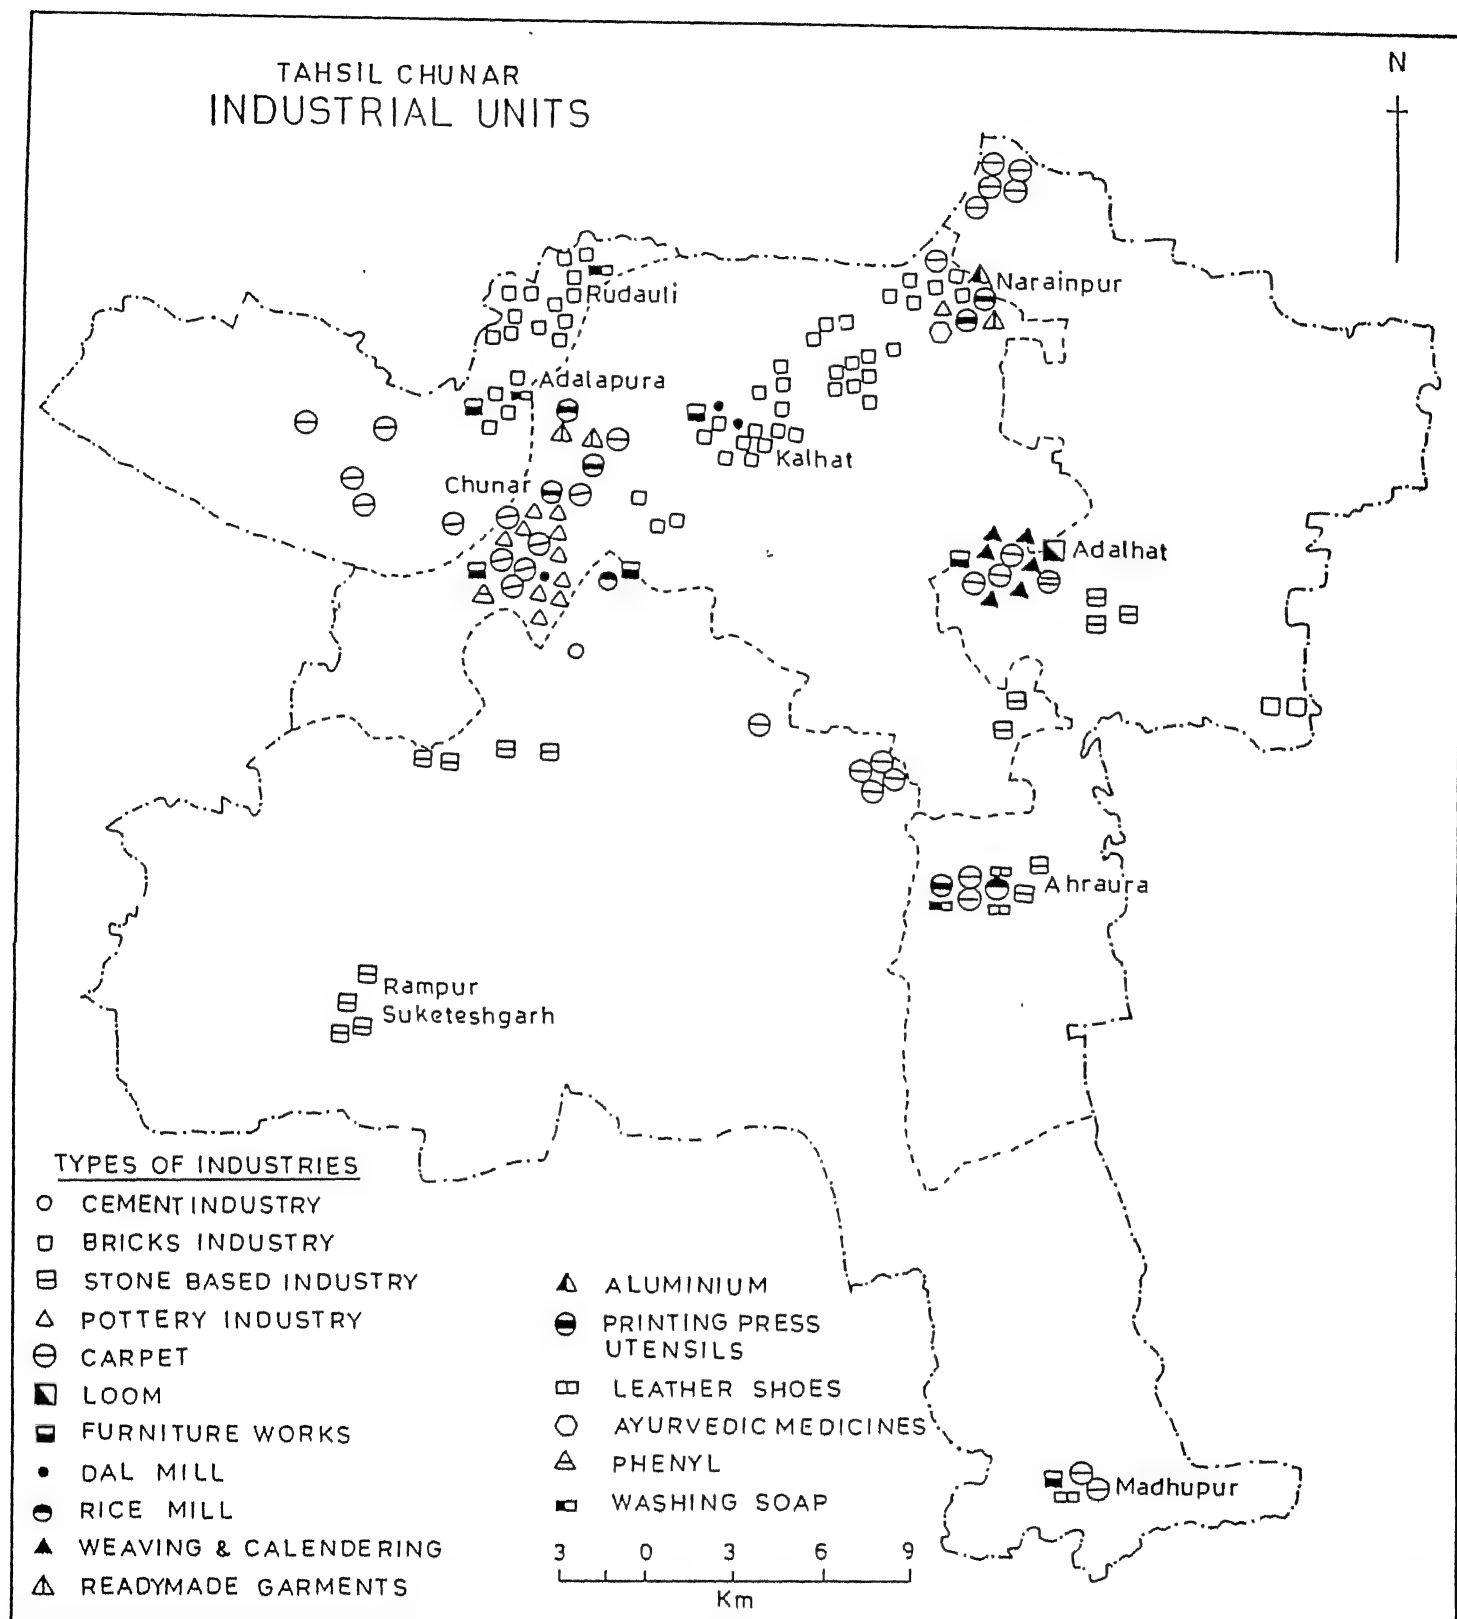 TAHSIL CHUNAR
INDUSTRIAL UNITS
N
Narainpur
Rudauli
Adalapura
Kalhat
Chunar
Adalhat
Ahraura
Rampur
Suketeshgarh
Madhupur
TYPES OF INDUSTRIES
CEMENT INDUSTRY
BRICKS INDUSTRY
STONE BASED INDUSTRY
POTTERY INDUSTRY
CARPET
LOOM
FURNITURE WORKS
DAL MILL
RICE MILL
WEAVING & CALENDERING
READYMADE GARMENTS
ALUMINIUM
PRINTING PRESS
UTENSILS
LEATHER SHOES
AYURVEDIC MEDICINES
PHENYL
WASHING SOAP
3 0 3 6 9
Km